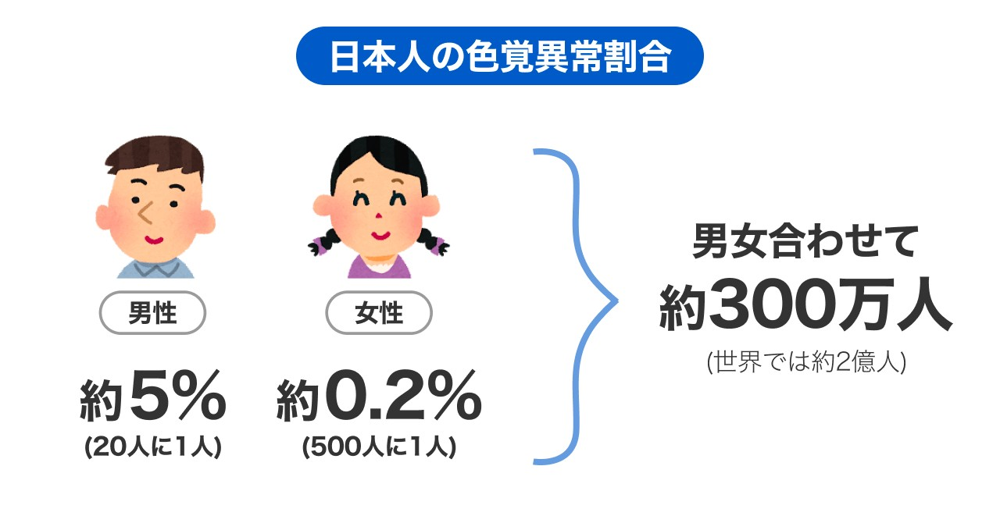 日本人の色覚異常割合
男性
約5%
(20人に1人)
女性
約0.2%
(500人に1人)
男女合わせて
約300万人
(世界では約2億人)